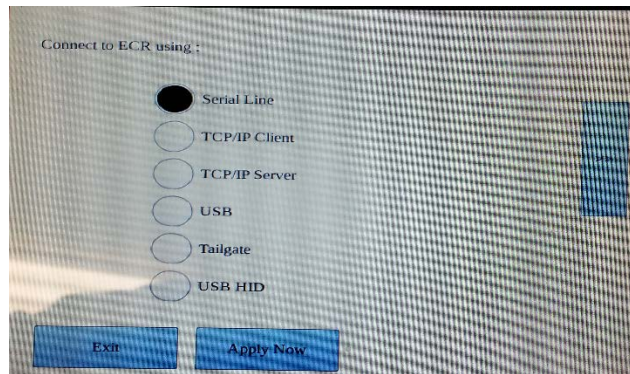 Connect to ECR using :
Serial Line
TCP/IP Client
TCP/IP Server
>>
USB
Tailgate
USB HID
Exit
Apply Now